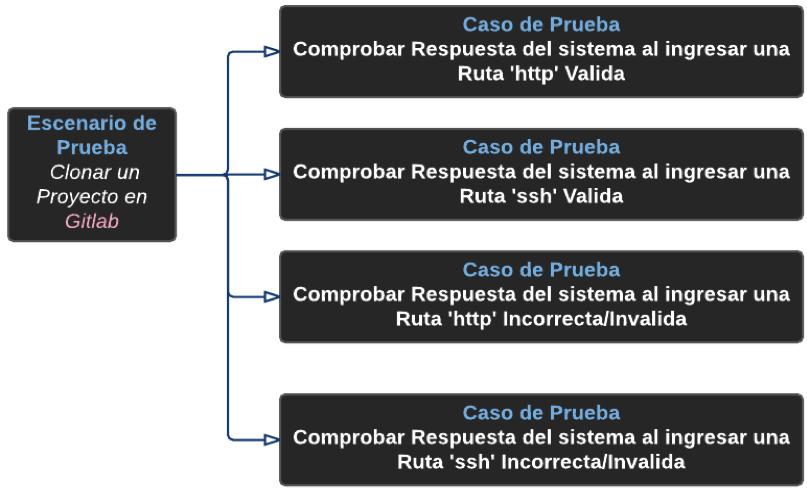 Escenario de
Prueba
Clonar un
Proyecto en
Gitlab
Caso de Prueba
Comprobar Respuesta del sistema al ingresar una
Ruta 'http' Valida
Caso de Prueba
Comprobar Respuesta del sistema al ingresar una
Ruta 'ssh' Valida
Caso de Prueba
Comprobar Respuesta del sistema al ingresar una
Ruta 'http' Incorrecta/Invalida
Caso de Prueba
Comprobar Respuesta del sistema al ingresar una
Ruta 'ssh' Incorrecta/Invalida